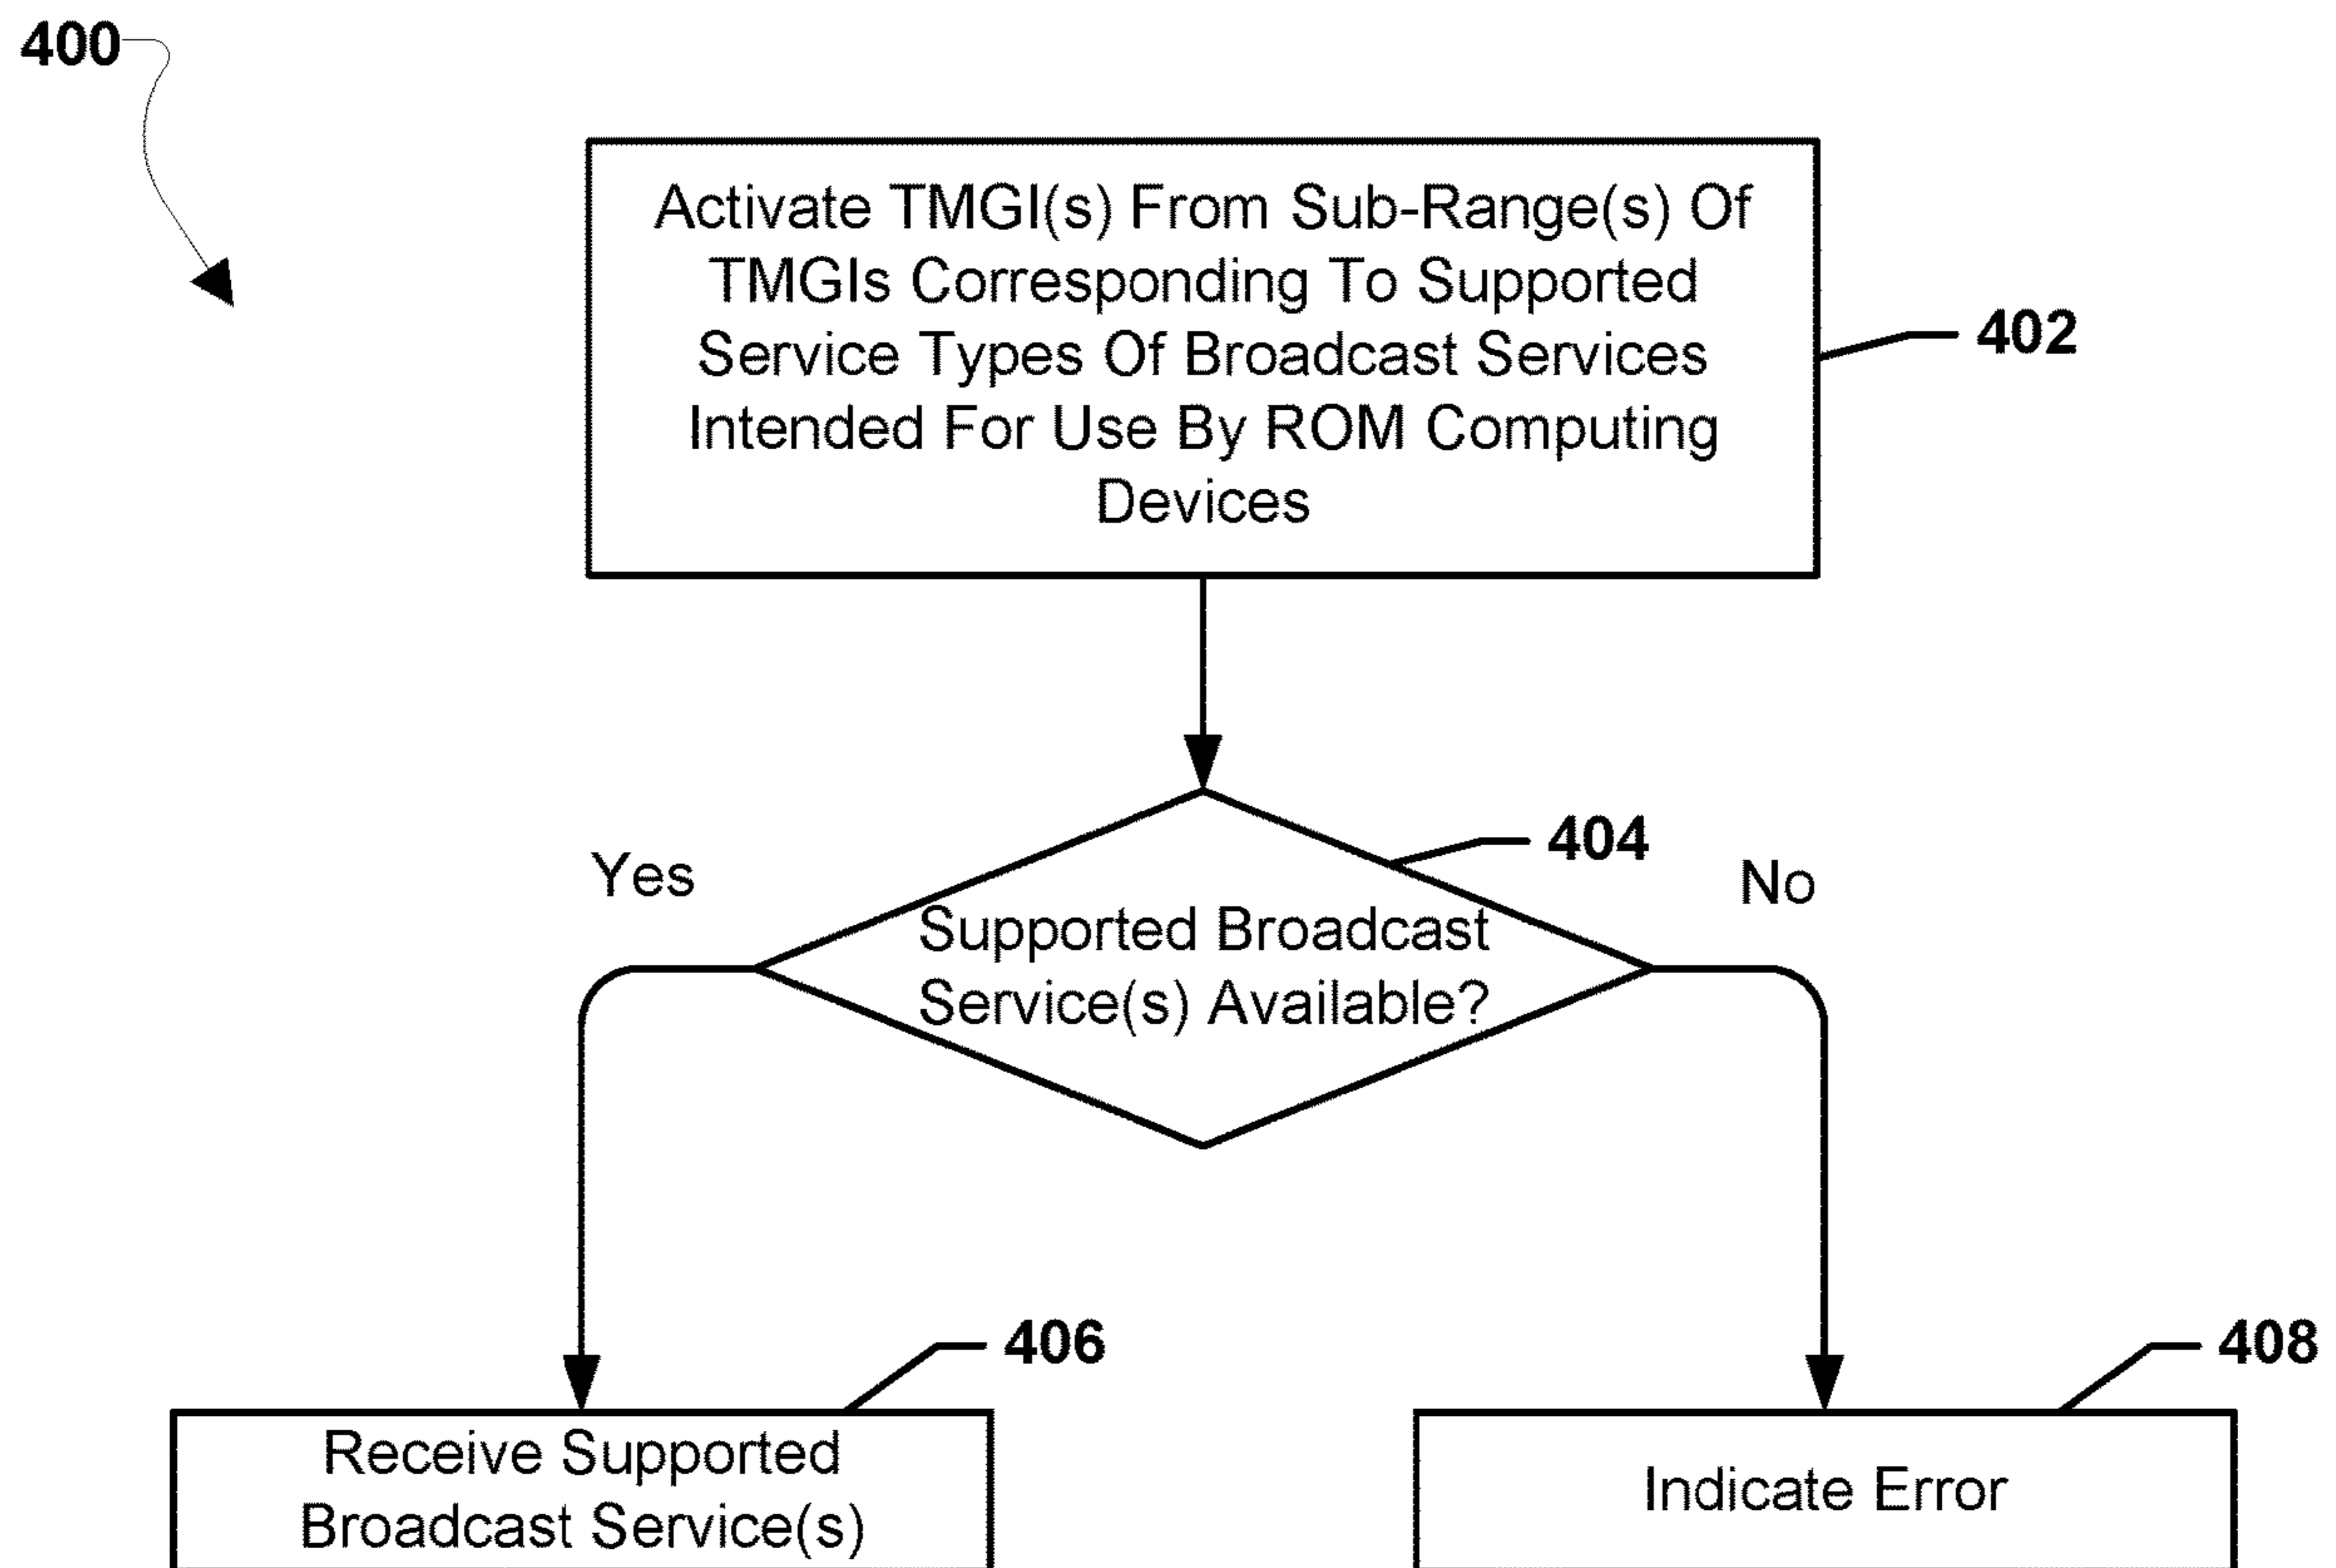 400
Activate TMGI(s) From Sub-Range(s) Of
TMGIs Corresponding To Supported
Service Types Of Broadcast Services
Intended For Use By ROM Computing
Devices
402
404
Yes
No
Supported Broadcast
Service(s) Available?
406
408
Receive Supported
Broadcast Service(s)
Indicate Error